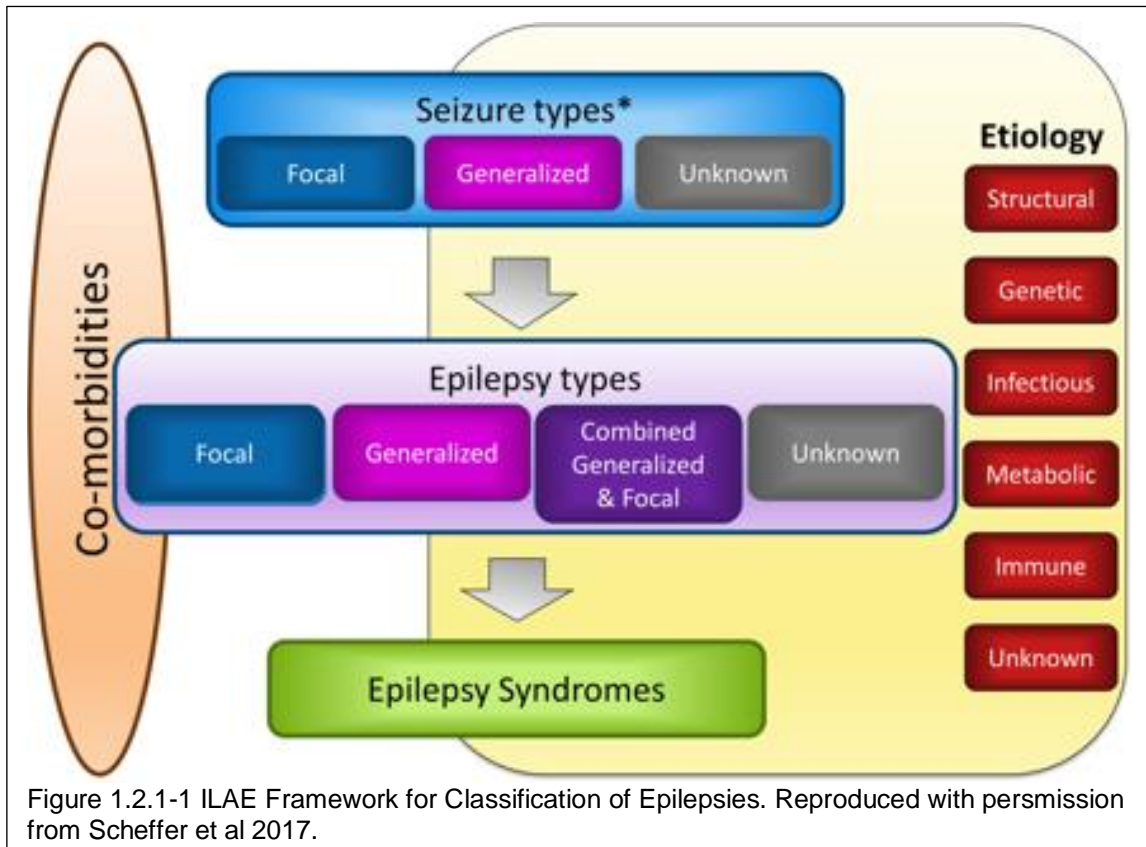 Seizure types*
Focal
Generalized
Unknown
Etiology
Structural
Genetic
Infectious
Metabolic
Immune
Unknown
Co-morbidities
Epilepsy types
Focal
Generalized
Combined
Generalized
& Focal
Unknown
Epilepsy Syndromes
Figure 1.2.1-1 ILAE Framework for Classification of Epilepsies. Reproduced with persmission
from Scheffer et al 2017.